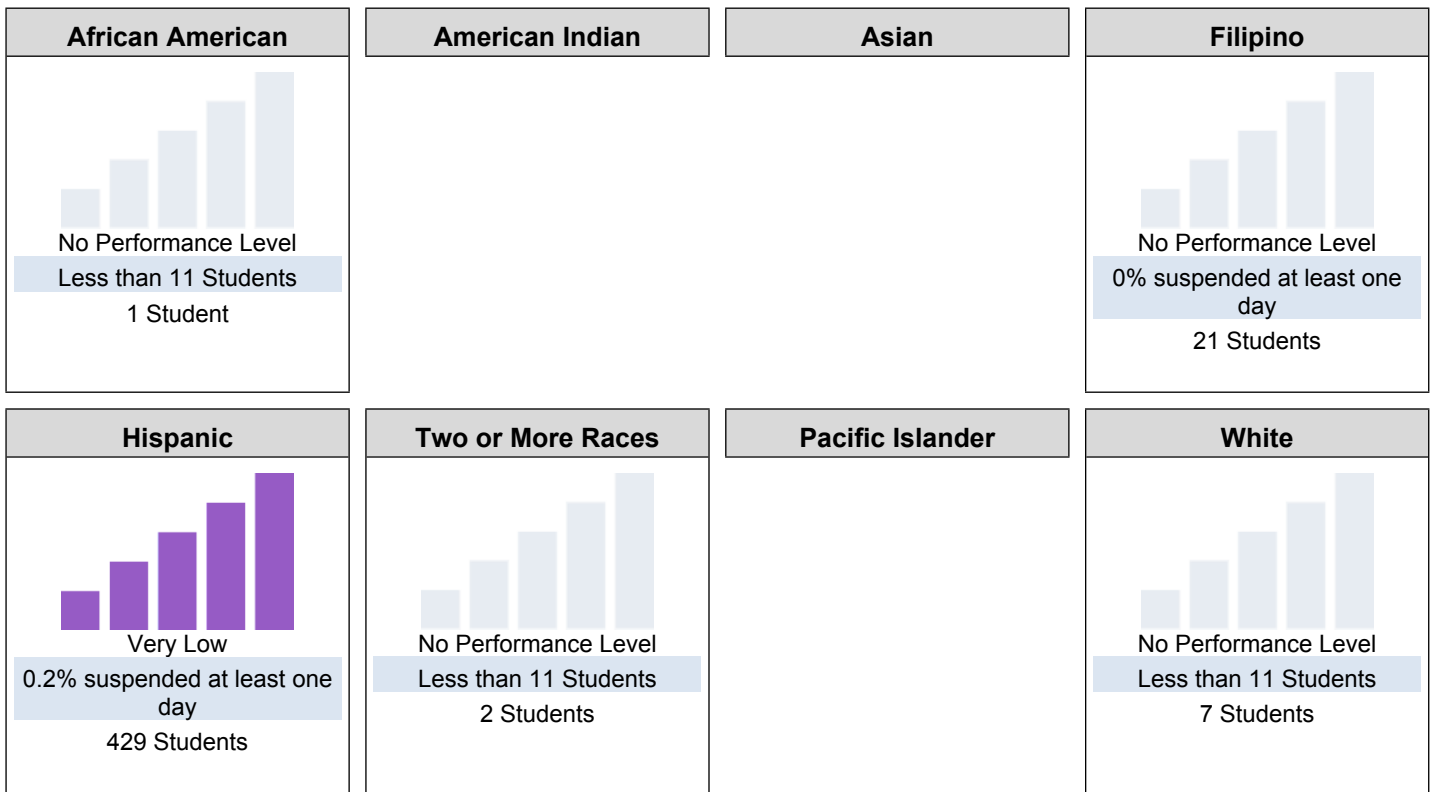 African American
American Indian
Asian
Filipino
No Performance Level
Less than 11 Students
1 Student
No Performance Level
0% suspended at least one
day
21 Students
Hispanic
Two or More Races
Pacific Islander
White
Very Low
0.2% suspended at least one
day
429 Students
No Performance Level
Less than 11 Students
2 Students
No Performance Level
Less than 11 Students
7 Students